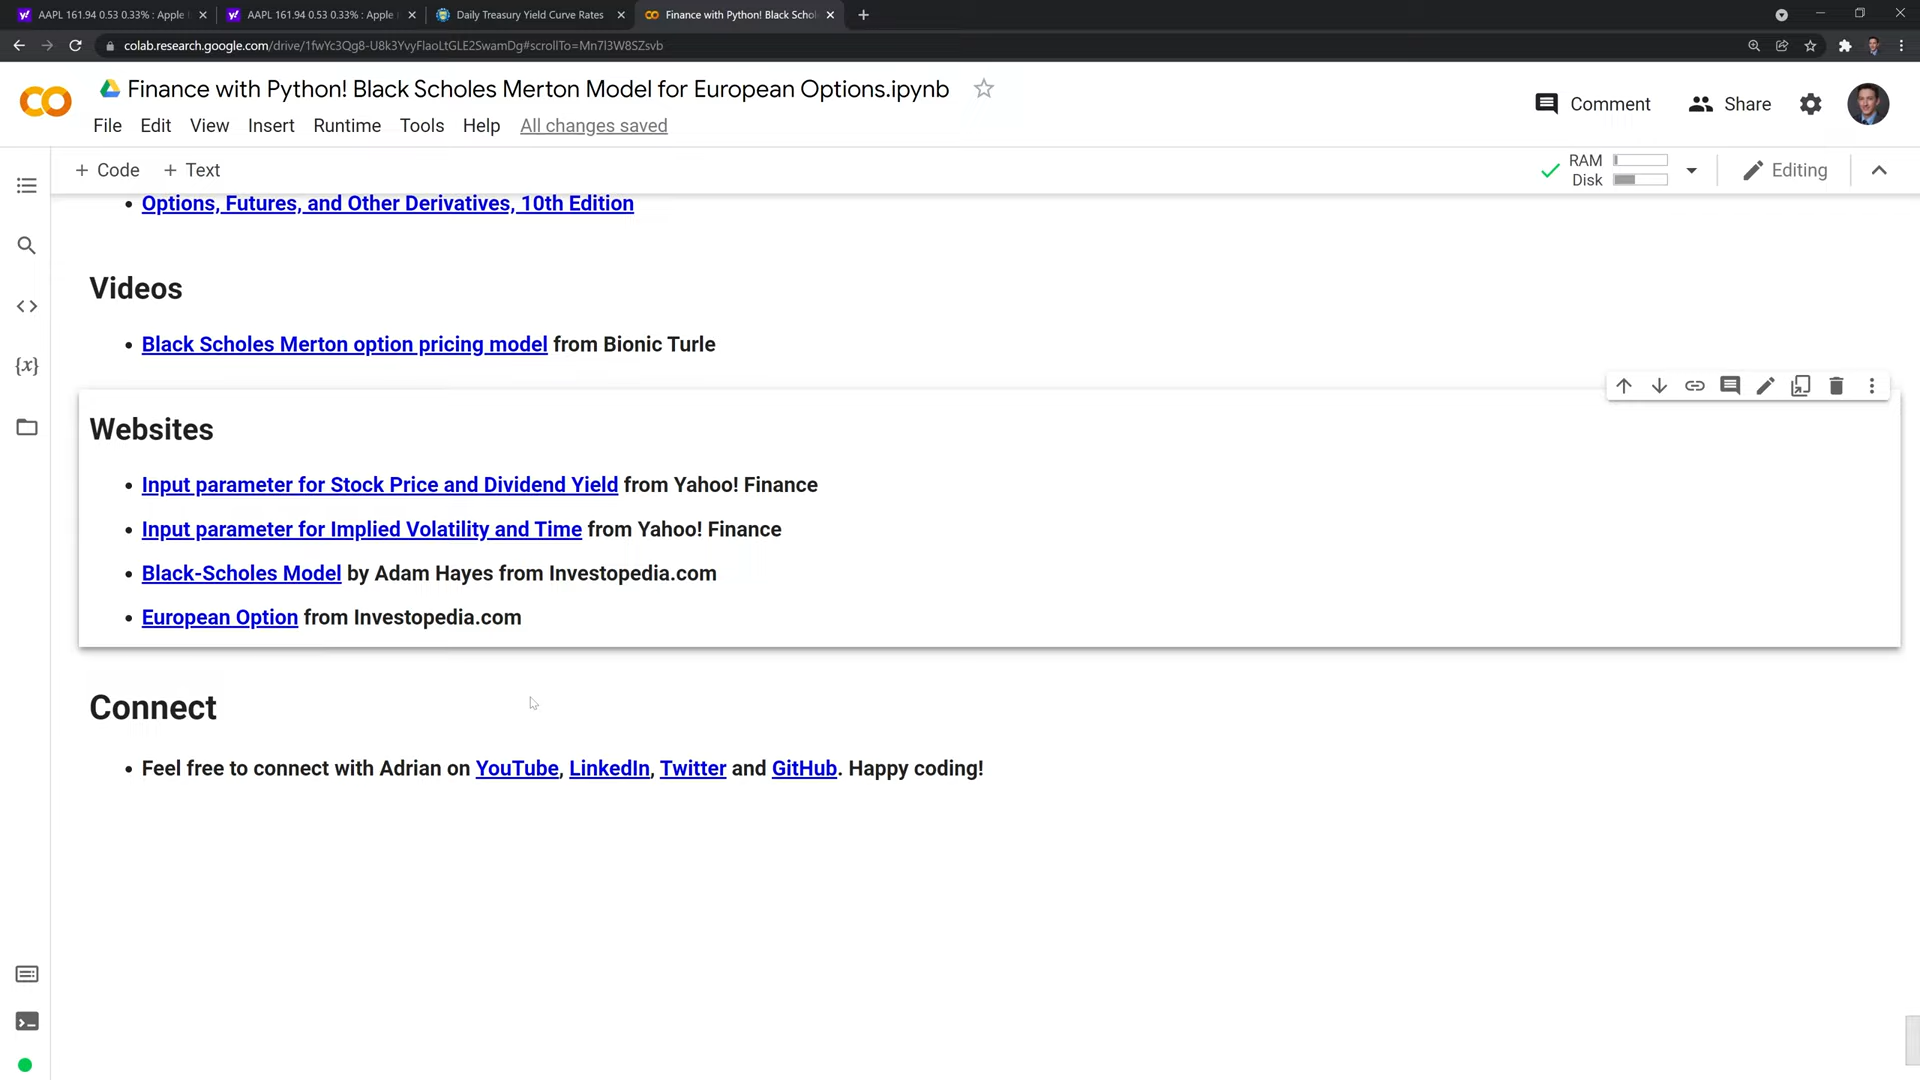 AAPL 161.94 0.53 0.33% : Apple
AAPL 161.94 0.53 0.33% : Apple
Daily Treasury Yield Curve Rates
Finance with Python! Black Schol
colab.research.google.com/drive/1fwYc3Qg8-U8k3YvyFlaoLtGLE2SwamDg#scrollTo=Mn7l3W8SZsvb
Finance with Python! Black Scholes Merton Model for European Options.ipynb
Comment
Share
File Edit View Insert Runtime Tools Help All changes saved
+ Code + Text
RAM
Disk
Editing
• Options, Futures, and Other Derivatives, 10th Edition
Videos
• Black Scholes Merton option pricing model from Bionic Turle
Websites
• Input parameter for Stock Price and Dividend Yield from Yahoo! Finance
• Input parameter for Implied Volatility and Time from Yahoo! Finance
• Black-Scholes Model by Adam Hayes from Investopedia.com
• European Option from Investopedia.com
Connect
• Feel free to connect with Adrian on YouTube, LinkedIn, Twitter and GitHub. Happy coding!